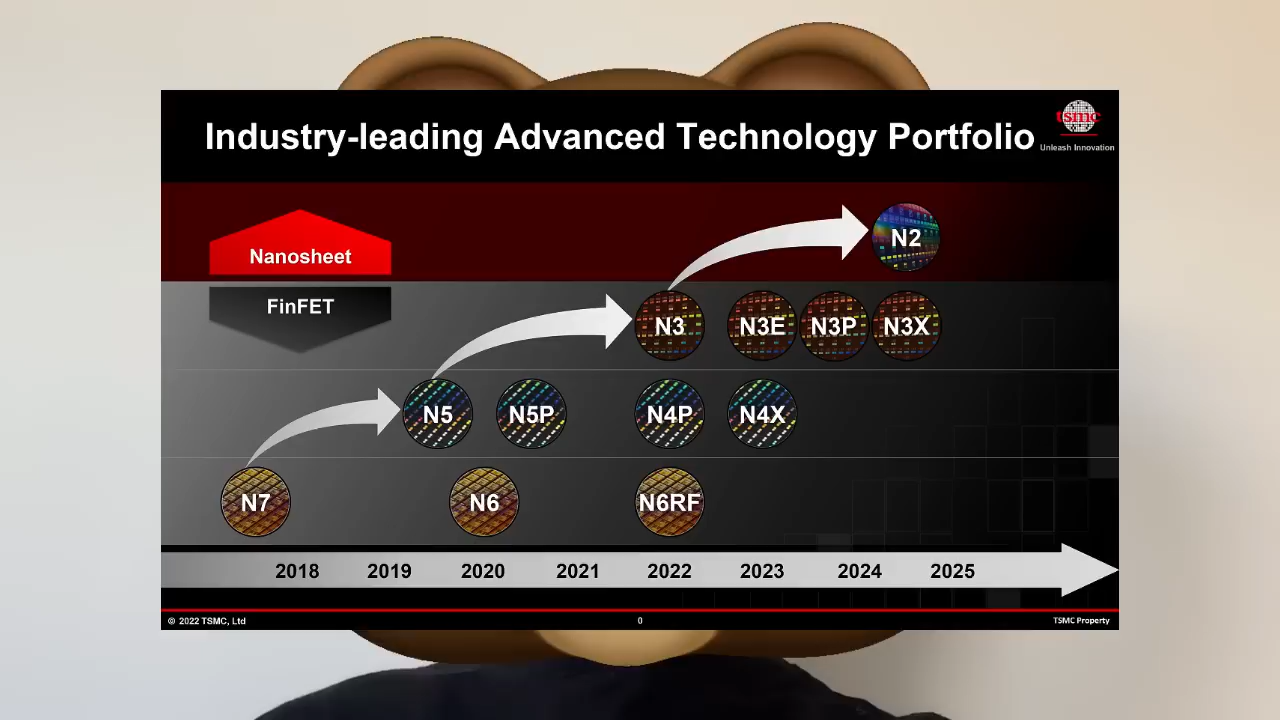 Industry-leading Advanced Technology Portfolio
tsmc
Unleash Innovation
Nanosheet
N2
FinFET
N3
N3E
N3P
N3X
N5
N5P
N4P
N4X
N7
N6
N6RF
2018
2019
2020
2021
2022
2023
2024
2025
© 2022 TSMC, Ltd
0
TSMC Property